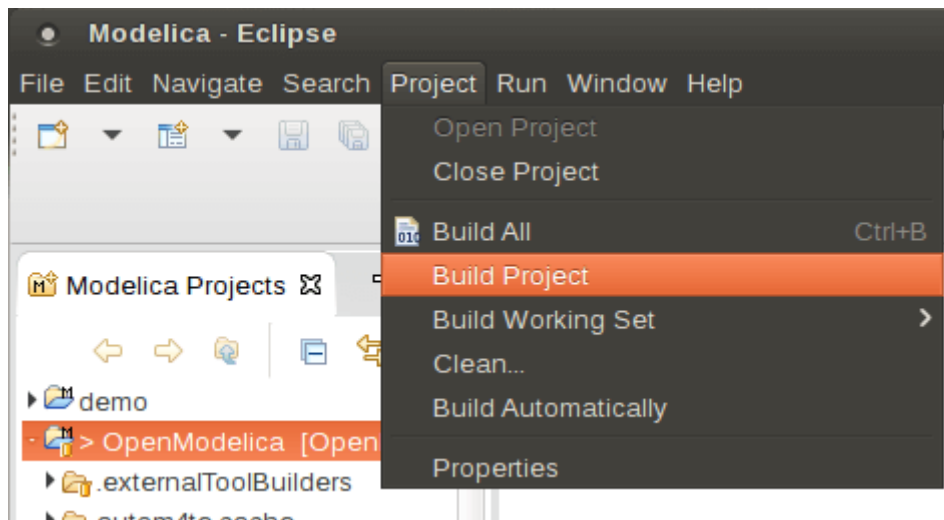 Modelica - Eclipse
File Edit Navigate Search Project Run Window Help
Open Project
Close Project
Build All Ctrl+B
Build Project
Build Working Set
Clean...
Build Automatically
Properties
Modelica Projects
demo
> OpenModelica [Open
.externalToolBuilders